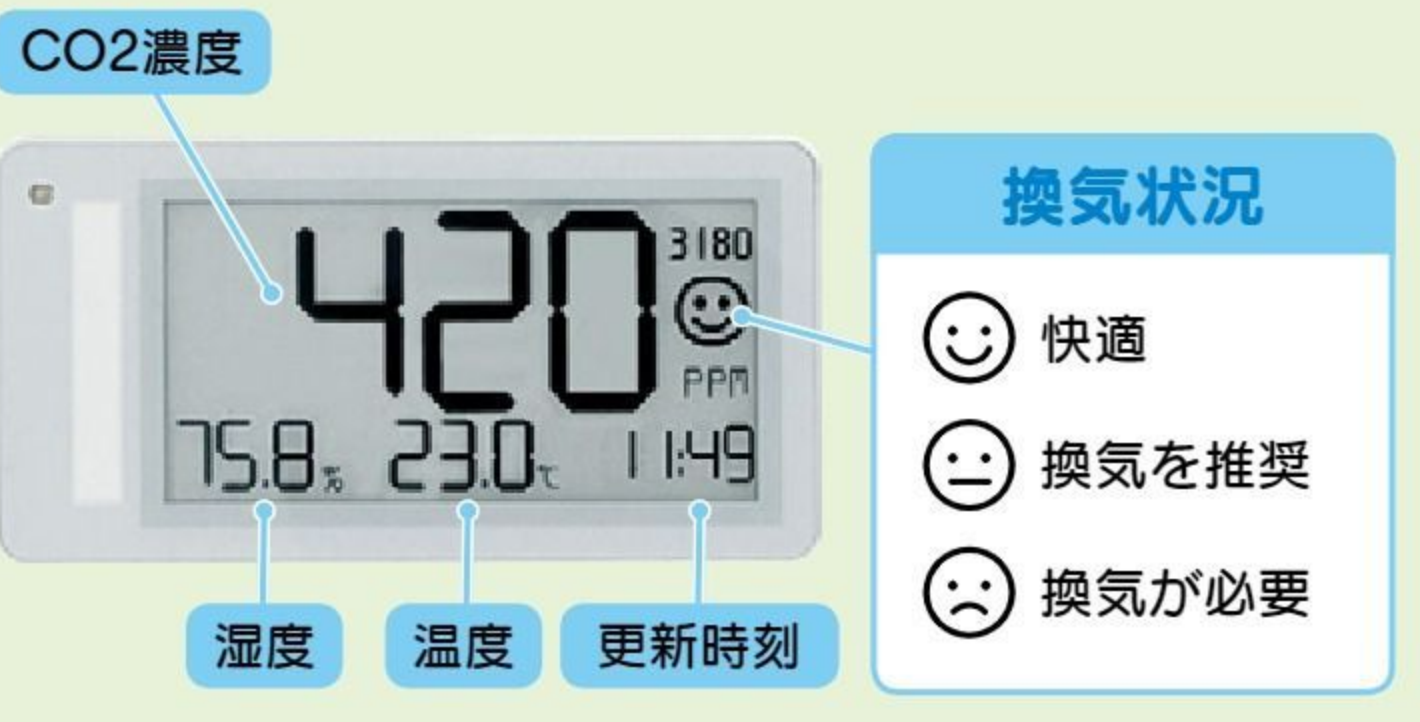 CO2濃度
420
3180
PPM
75.8%
23.0℃
11:49
湿度
温度
更新時刻
換気状況
快適
換気を推奨
換気が必要